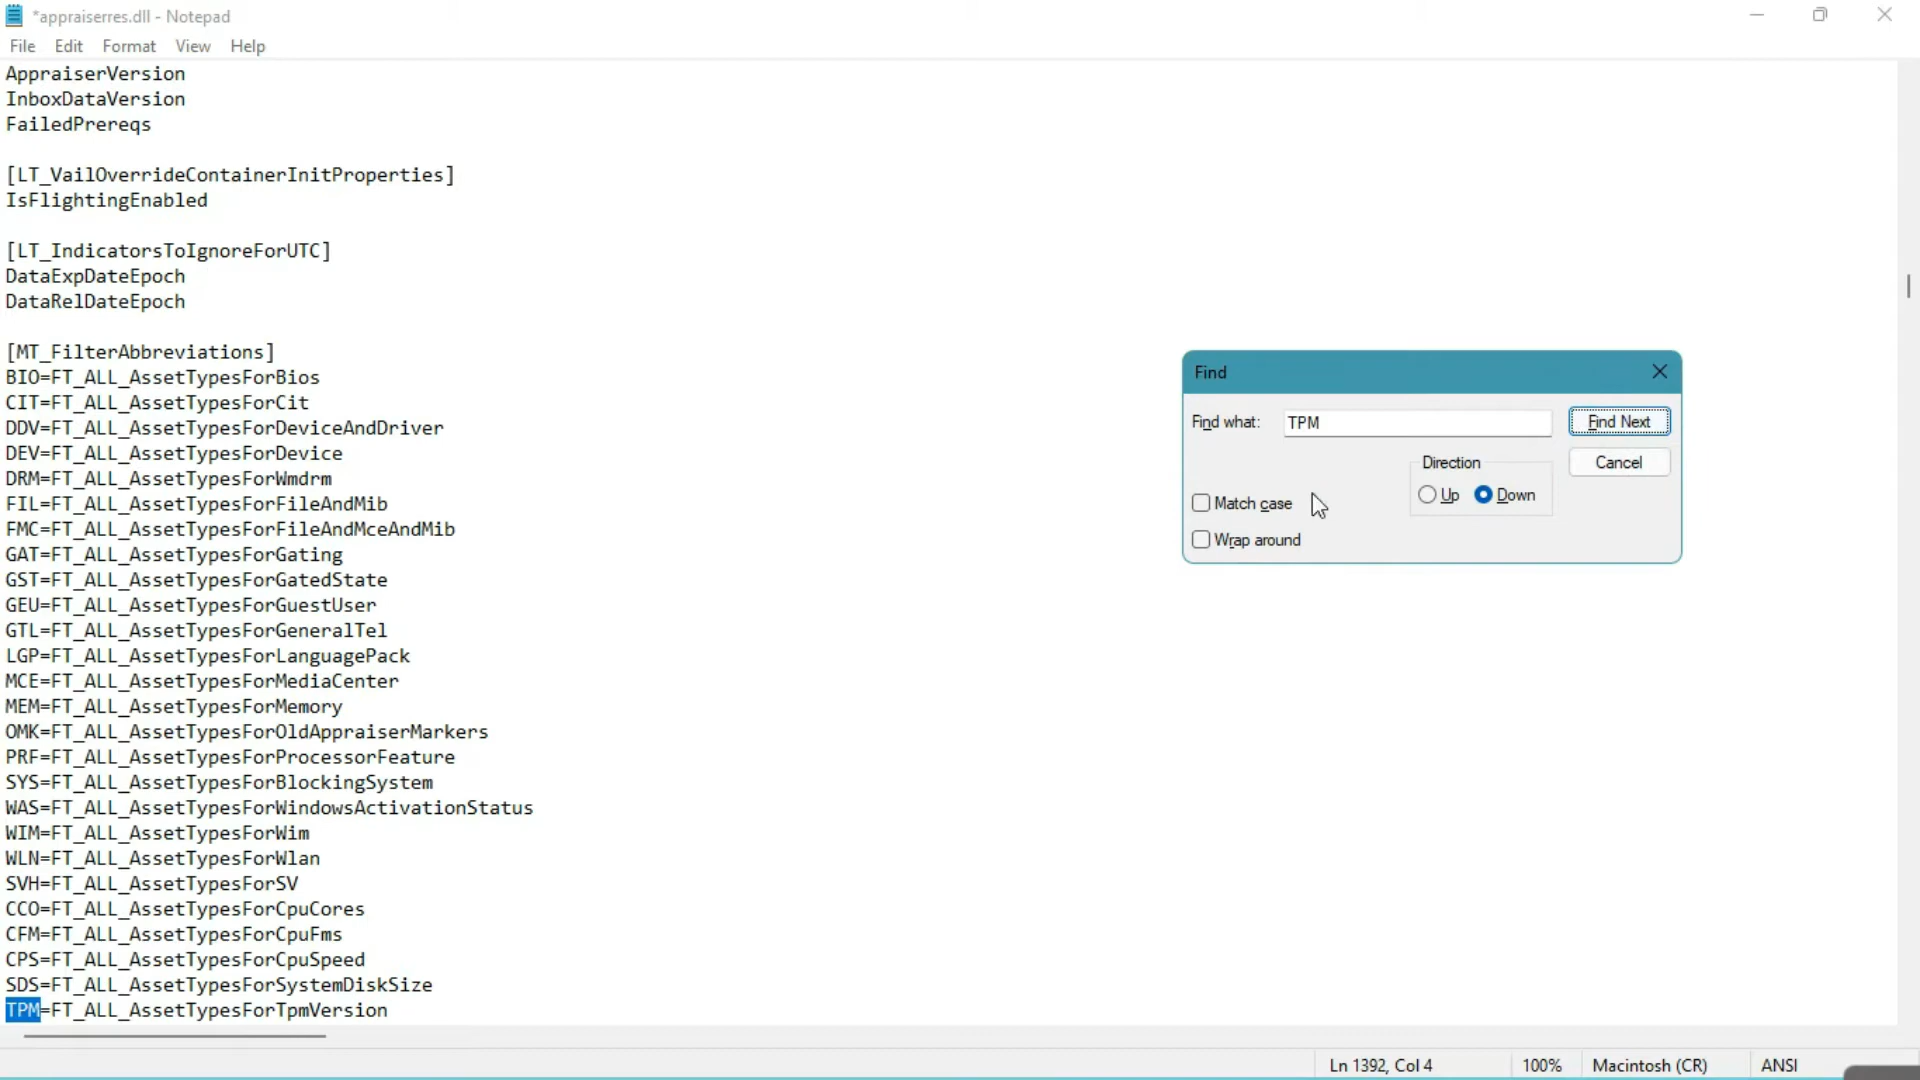 *appraiserres.dll - Notepad
File Edit Format View Help
AppraiserVersion
InboxDataVersion
FailedPrereqs
[LT_VailOverrideContainerInitProperties]
IsFlightingEnabled
[LT_IndicatorsToIgnoreForUTC]
DataExpDateEpoch
DataRelDateEpoch
[MT_FilterAbbreviations]
BIO=FT_ALL_AssetTypesForBios
CIT=FT_ALL_AssetTypesForCit
DDV=FT_ALL_AssetTypesForDeviceAndDriver
DEV=FT_ALL_AssetTypesForDevice
DRM=FT_ALL_AssetTypesForWmdrm
FIL=FT_ALL_AssetTypesForFileAndMib
FMC=FT_ALL_AssetTypesForFileAndMceAndMib
GAT=FT_ALL_AssetTypesForGating
GST=FT_ALL_AssetTypesForGatedState
GEU=FT_ALL_AssetTypesForGuestUser
GTL=FT_ALL_AssetTypesForGeneralTel
LGP=FT_ALL_AssetTypesForLanguagePack
MCE=FT_ALL_AssetTypesForMediaCenter
MEM=FT_ALL_AssetTypesForMemory
OMK=FT_ALL_AssetTypesForOldAppraiserMarkers
PRF=FT_ALL_AssetTypesForProcessorFeature
SYS=FT_ALL_AssetTypesForBlockingSystem
WAS=FT_ALL_AssetTypesForWindowsActivationStatus
WIM=FT_ALL_AssetTypesForWim
WLN=FT_ALL_AssetTypesForWlan
SVH=FT_ALL_AssetTypesForSV
CCO=FT_ALL_AssetTypesForCpuCores
CFM=FT_ALL_AssetTypesForCpuFms
CPS=FT_ALL_AssetTypesForCpuSpeed
SDS=FT_ALL_AssetTypesForSystemDiskSize
TPM=FT_ALL_AssetTypesForTpmVersion
Find
Find what: TPM Find Next
Direction Cancel
Up Down
Match case
Wrap around
Ln 1392, Col 4 100% Macintosh (CR) ANSI